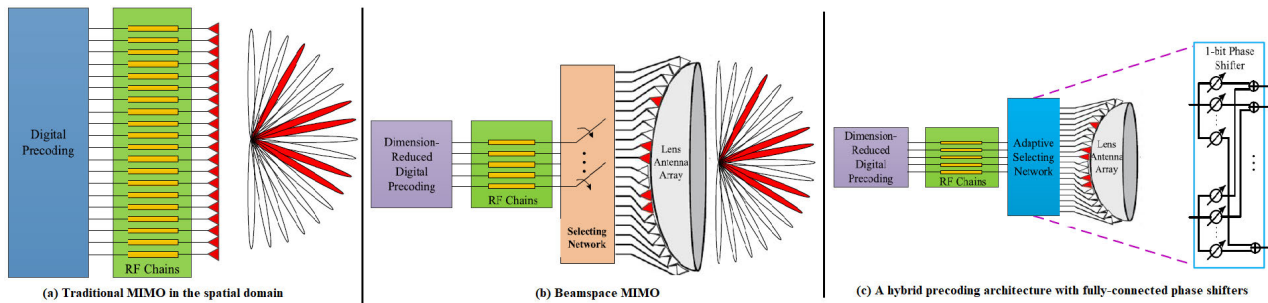 Digital
Precoding
RF Chains
(a) Traditional MIMO in the spatial domain
Dimension-
Reduced
Digital
Precoding
RF Chains
Selecting
Network
Lens
Antenna
Array
(b) Beamspace MIMO
Dimension-
Reduced
Digital
Precoding
RF Chains
Adaptive
Selecting
Network
Lens
Antenna
Array
1-bit Phase
Shifter
(c) A hybrid precoding architecture with fully-connected phase shifters